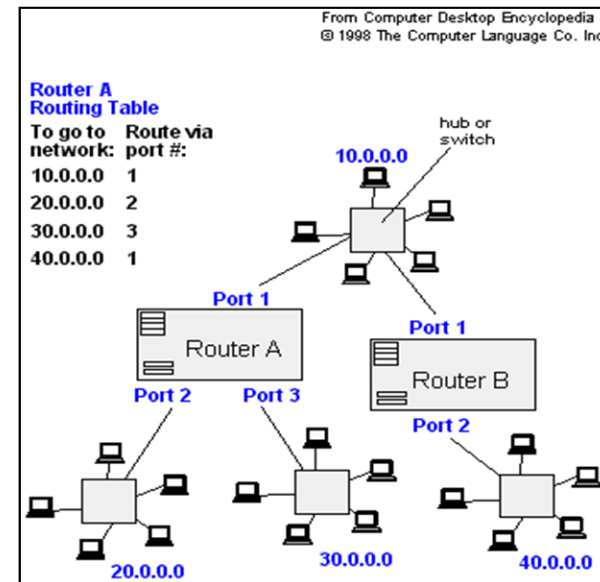 From Computer Desktop Encyclopedia
© 1998 The Computer Language Co. Inc
Router A
Routing Table
To go to Route via
network: port #:
10.0.0.0 1
20.0.0.0 2
30.0.0.0 3
40.0.0.0 1
hub or
switch
10.0.0.0
Port 1
Router A
Port 2 Port 3
Port 1
Router B
Port 2
20.0.0.0
30.0.0.0
40.0.0.0